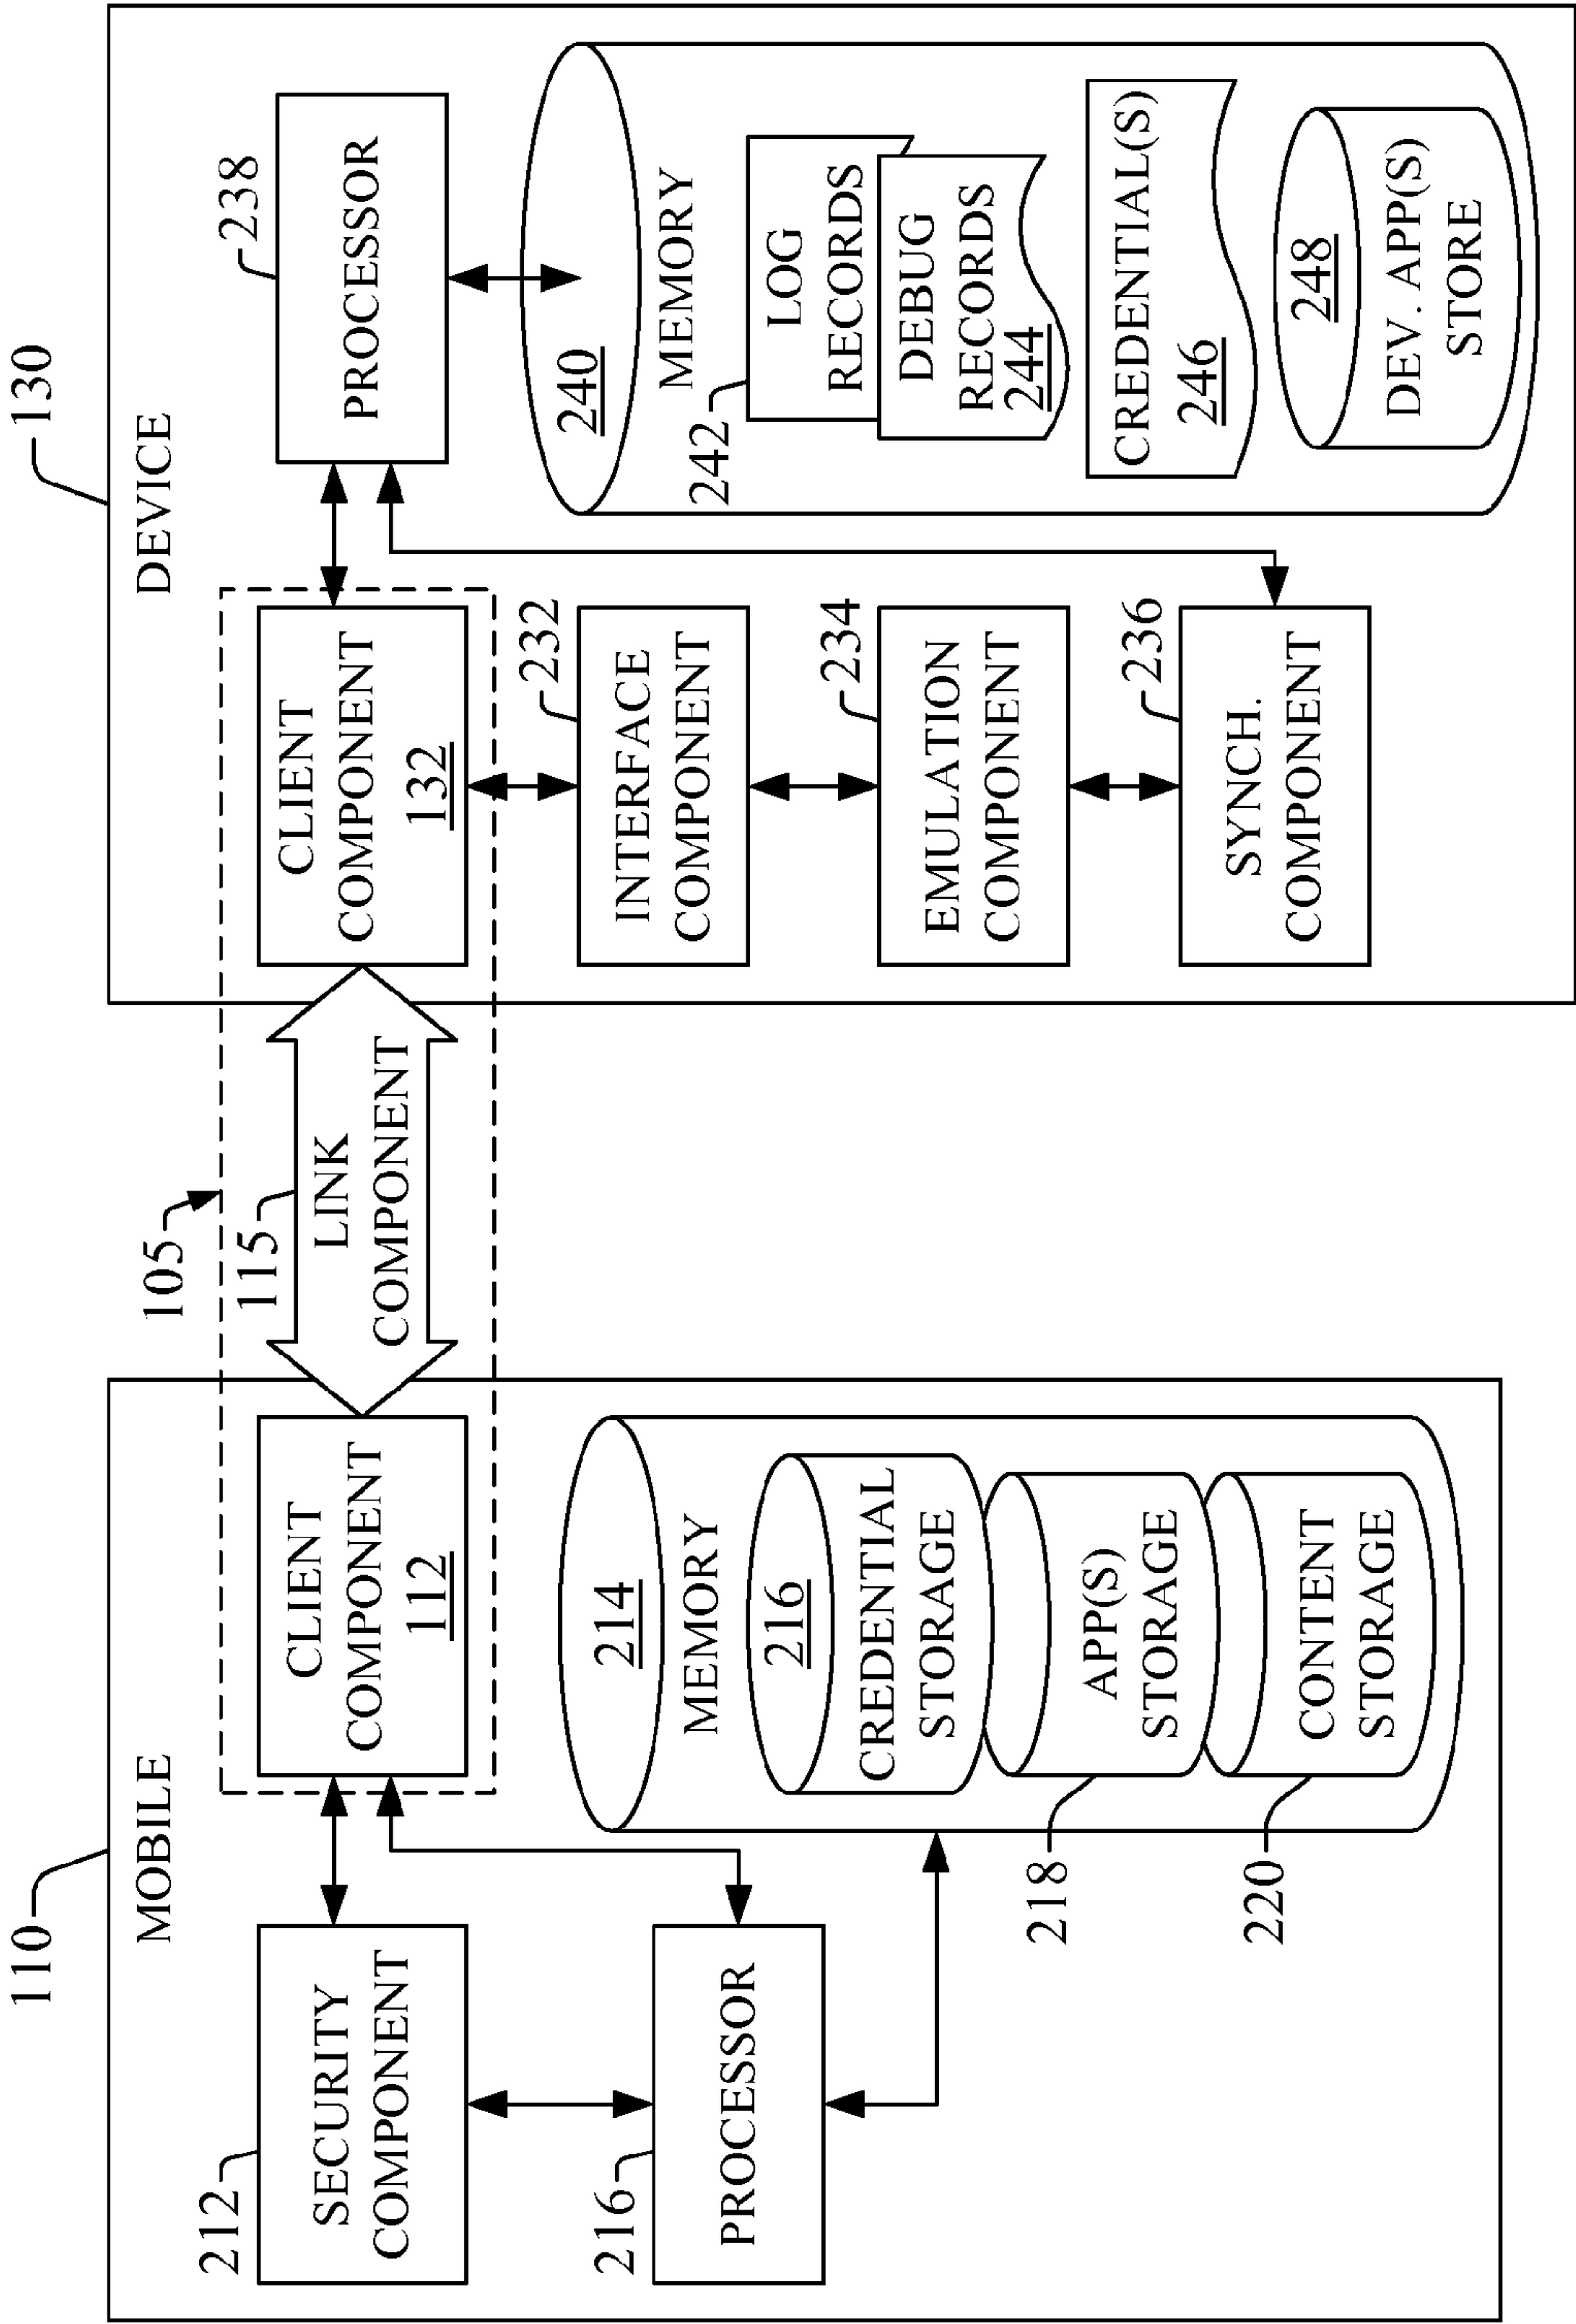 110
MOBILE
212
SECURITY
COMPONENT
CLIENT
COMPONENT
112
216
PROCESSOR
214
MEMORY
216
CREDENTIAL
STORAGE
218
APP(S)
STORAGE
220
CONTENT
STORAGE
105
115
LINK
COMPONENT
130
DEVICE
CLIENT
COMPONENT
132
232
INTERFACE
COMPONENT
234
EMULATION
COMPONENT
236
SYNCH.
COMPONENT
238
PROCESSOR
240
MEMORY
242
LOG
RECORDS
DEBUG
RECORDS
244
CREDENTIAL(S)
246
248
DEV. APP(S)
STORE